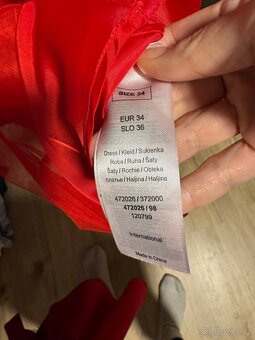 SIZE 34
EUR 34
SLO 36
Dress / Kleid / Sukienka
Robe / Ruha / Šaty
Šaty / Rochie / Obleka
платье / Haljina / Haljina
472026 / 372000
472026 / 98
120799
International
Made in China